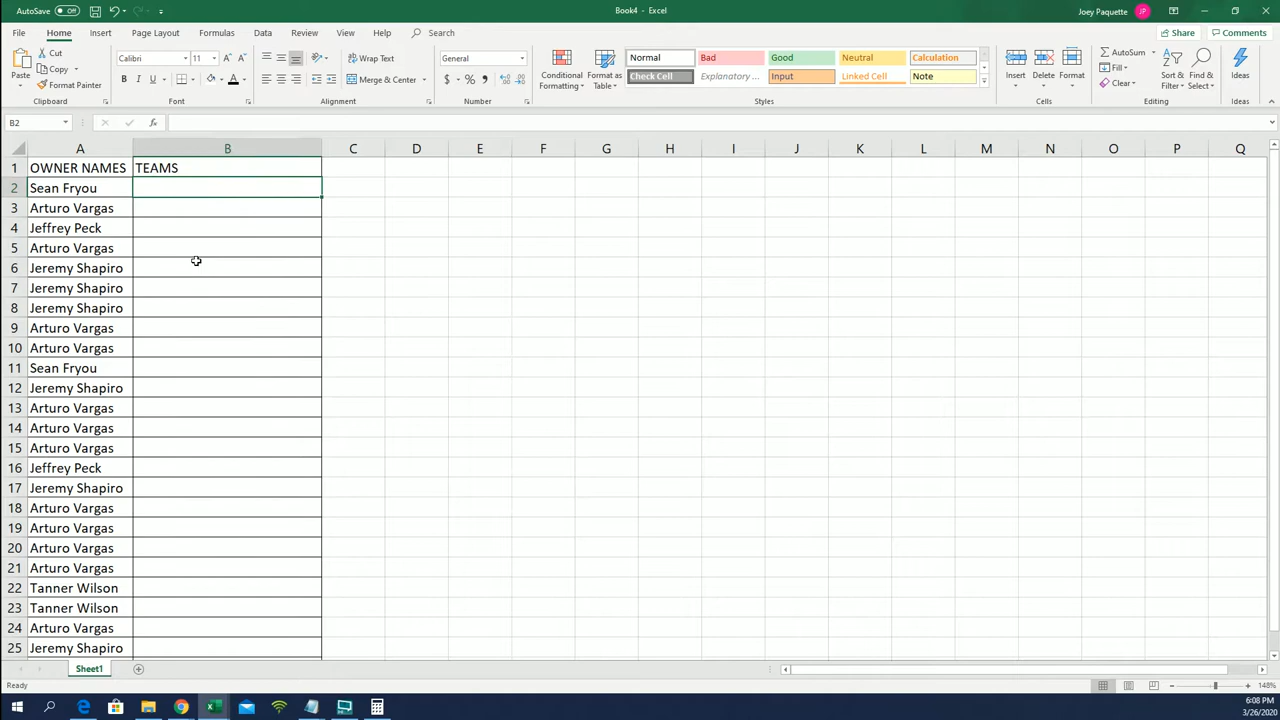 AutoSave Off Book4 - Excel Joey Paquette JP
File Home Insert Page Layout Formulas Data Review View Help Search Share Comments
Paste Cut Copy Format Painter Clipboard
Calibri 11 B I U A Font
Wrap Text Merge & Center Alignment
General $ % , Number
Conditional Formatting Format as Table
Normal Bad Good Neutral Calculation
Check Cell Explanatory ... Input Linked Cell Note
Styles
Insert Delete Format Cells
AutoSum Fill Clear Sort & Filter Find & Select Editing
Ideas Ideas
B2 fx
A B C D E F G H I J K L M N O P Q
1 OWNER NAMES TEAMS
2 Sean Fryou
3 Arturo Vargas
4 Jeffrey Peck
5 Arturo Vargas
6 Jeremy Shapiro
7 Jeremy Shapiro
8 Jeremy Shapiro
9 Arturo Vargas
10 Arturo Vargas
11 Sean Fryou
12 Jeremy Shapiro
13 Arturo Vargas
14 Arturo Vargas
15 Arturo Vargas
16 Jeffrey Peck
17 Jeremy Shapiro
18 Arturo Vargas
19 Arturo Vargas
20 Arturo Vargas
21 Arturo Vargas
22 Tanner Wilson
23 Tanner Wilson
24 Arturo Vargas
25 Jeremy Shapiro
Sheet1
Ready 148%
6:08 PM
3/26/2020